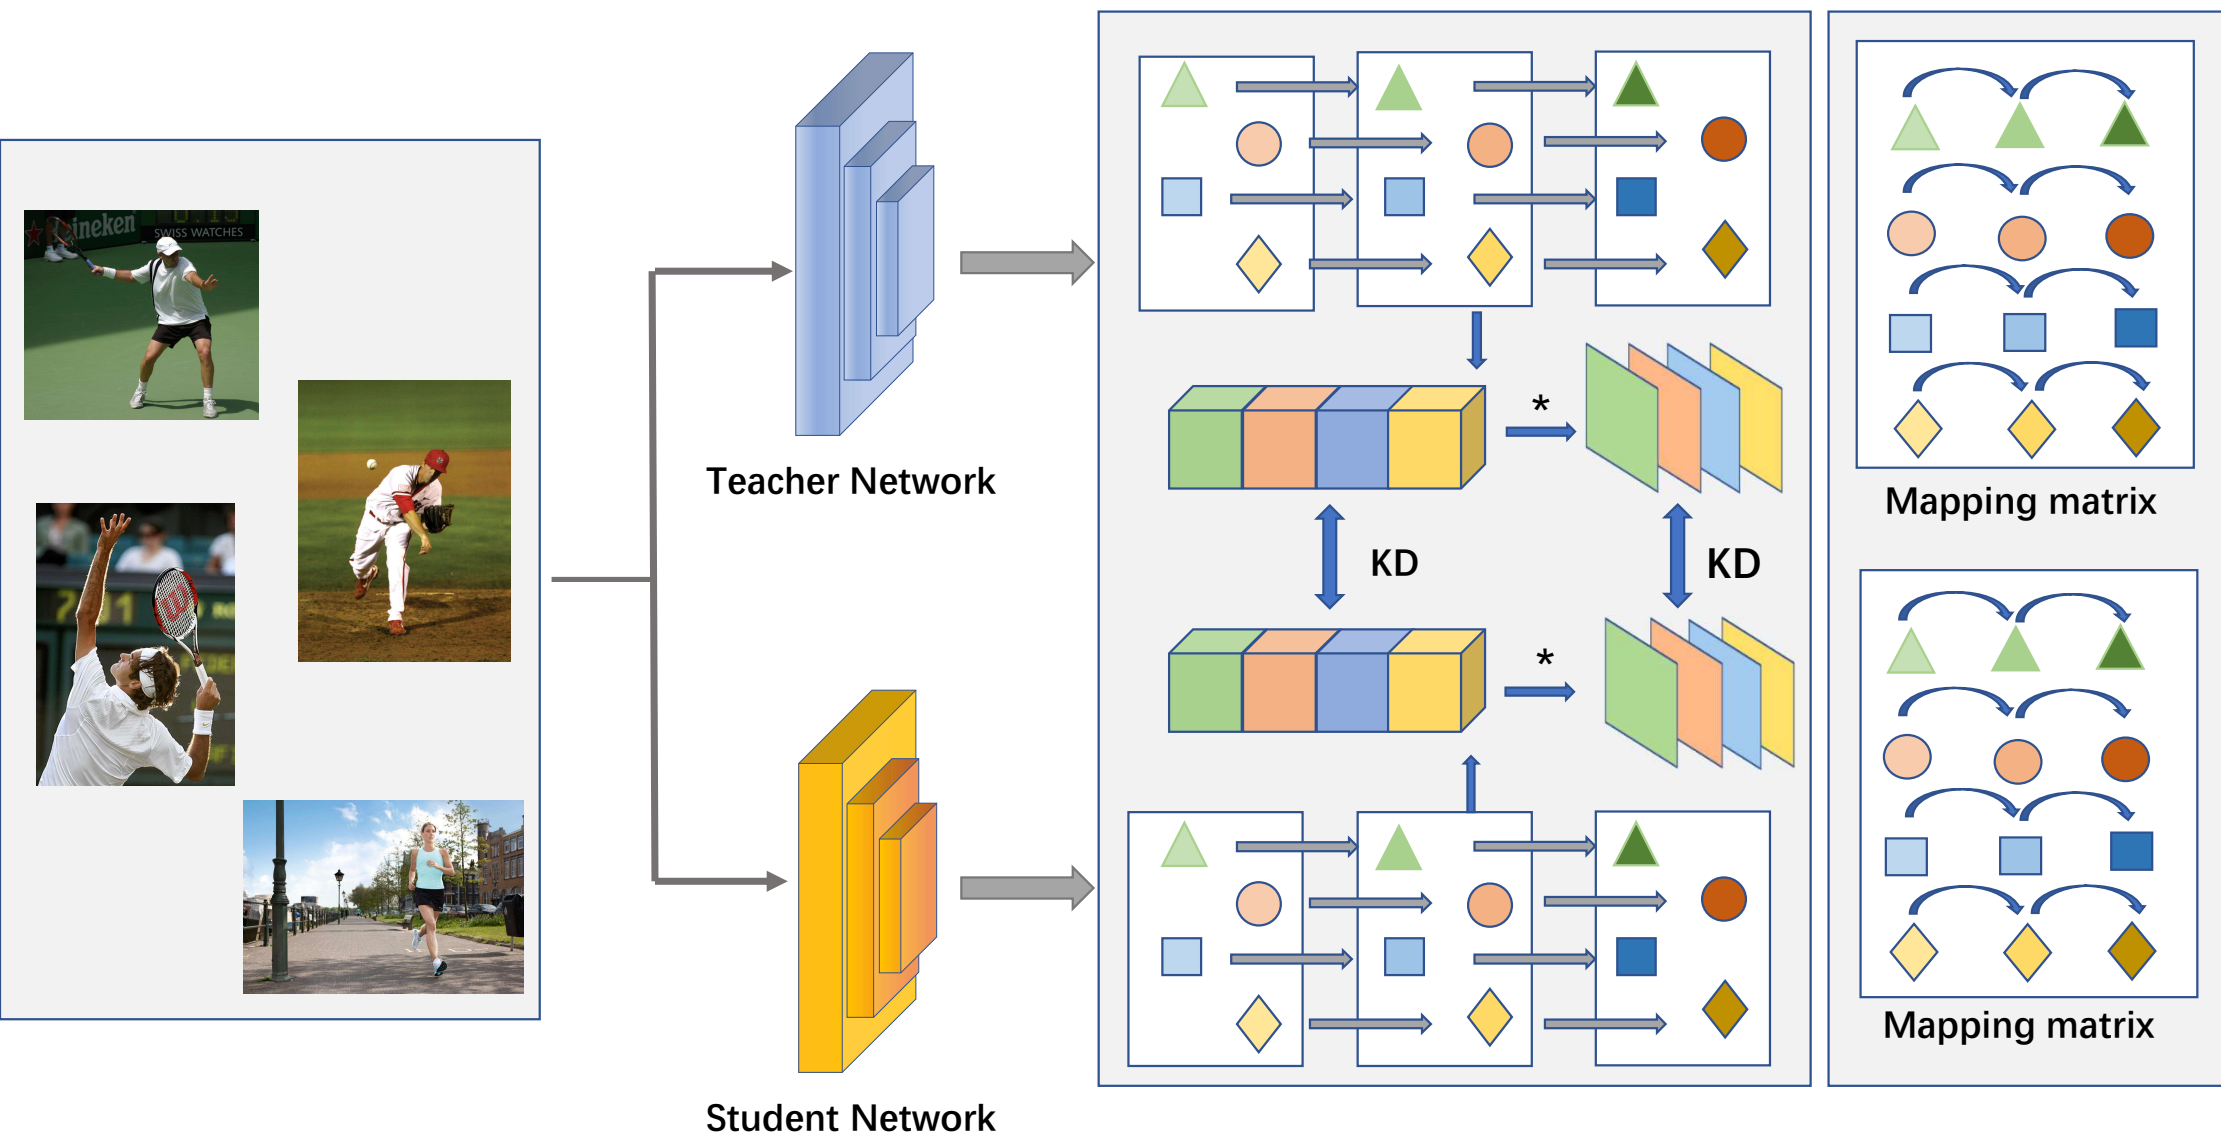 ineken
SWISS WATCHES
Teacher Network
*
KD
KD
*
Student Network
Mapping matrix
Mapping matrix